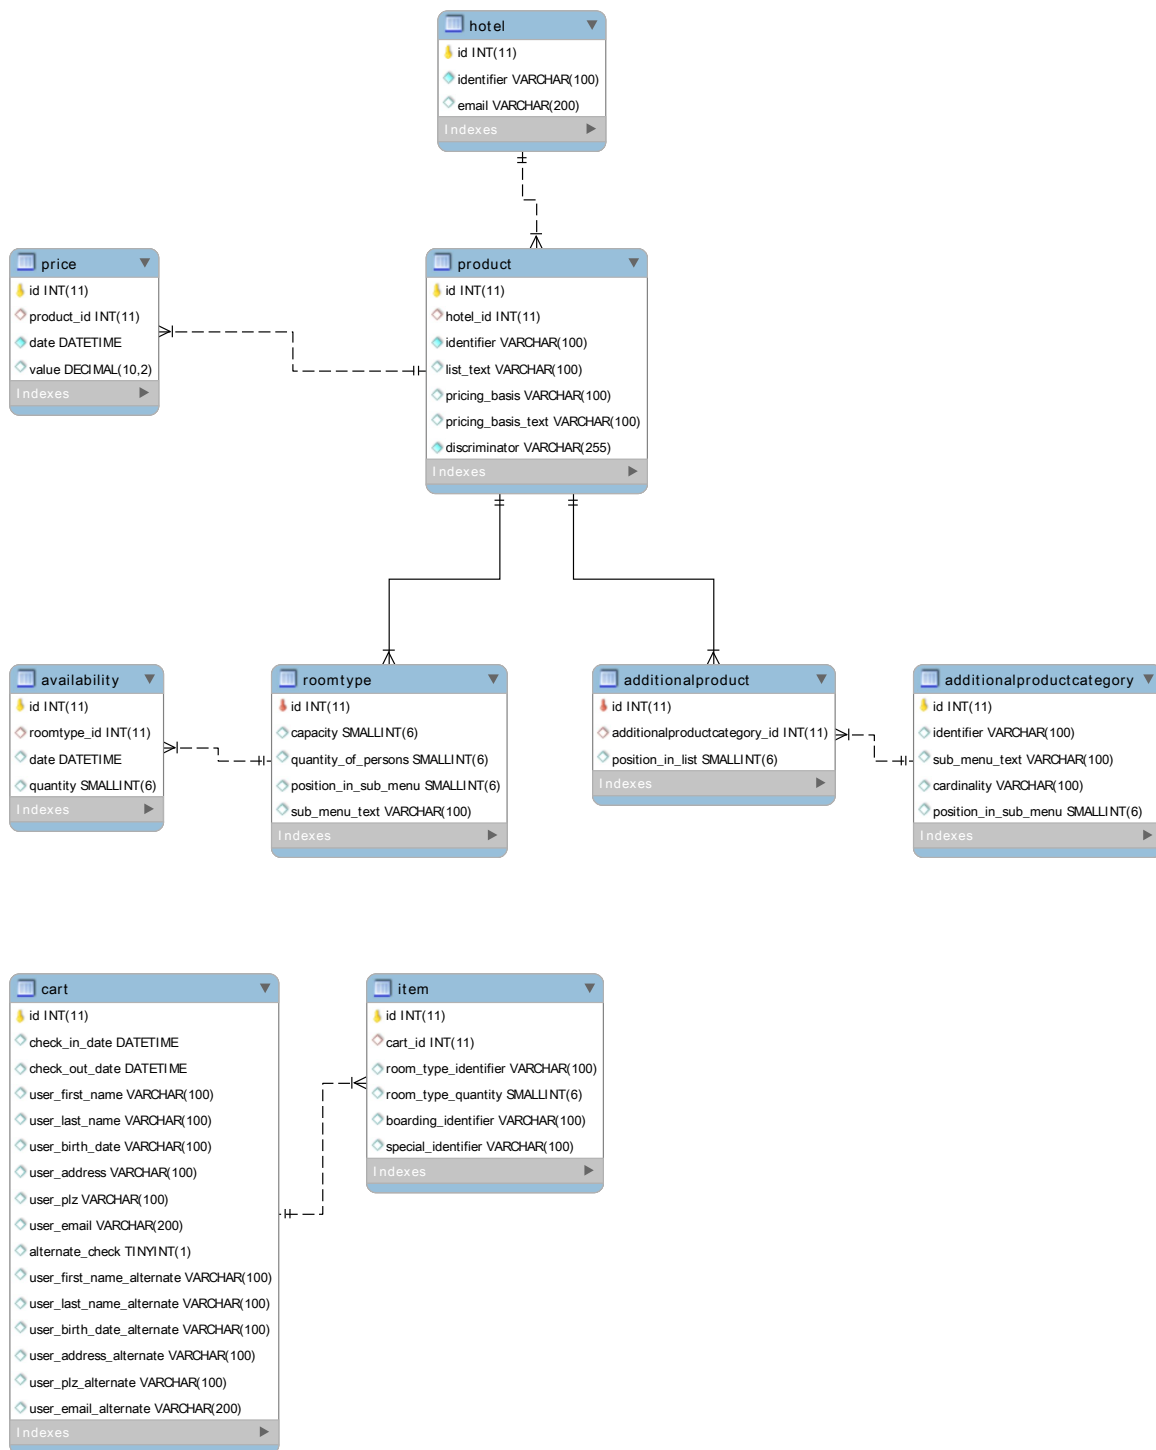 hotel
id INT(11)
identifier VARCHAR(100)
email VARCHAR(200)
Indexes
price
id INT(11)
product_id INT(11)
date DATETIME
value DECIMAL(10,2)
Indexes
product
id INT(11)
hotel_id INT(11)
identifier VARCHAR(100)
list_text VARCHAR(100)
pricing_basis VARCHAR(100)
pricing_basis_text VARCHAR(100)
discriminator VARCHAR(255)
Indexes
availability
id INT(11)
roomtype_id INT(11)
date DATETIME
quantity SMALLINT(6)
Indexes
roomtype
id INT(11)
capacity SMALLINT(6)
quantity_of_persons SMALLINT(6)
position_in_sub_menu SMALLINT(6)
sub_menu_text VARCHAR(100)
Indexes
additionalproduct
id INT(11)
additionalproductcategory_id INT(11)
position_in_list SMALLINT(6)
Indexes
additionalproductcategory
id INT(11)
identifier VARCHAR(100)
sub_menu_text VARCHAR(100)
cardinality VARCHAR(100)
position_in_sub_menu SMALLINT(6)
Indexes
cart
id INT(11)
check_in_date DATETIME
check_out_date DATETIME
user_first_name VARCHAR(100)
user_last_name VARCHAR(100)
user_birth_date VARCHAR(100)
user_address VARCHAR(100)
user_plz VARCHAR(100)
user_email VARCHAR(200)
alternate_check TINYINT(1)
user_first_name_alternate VARCHAR(100)
user_last_name_alternate VARCHAR(100)
user_birth_date_alternate VARCHAR(100)
user_address_alternate VARCHAR(100)
user_plz_alternate VARCHAR(100)
user_email_alternate VARCHAR(200)
Indexes
item
id INT(11)
cart_id INT(11)
room_type_identifier VARCHAR(100)
room_type_quantity SMALLINT(6)
boarding_identifier VARCHAR(100)
special_identifier VARCHAR(100)
Indexes